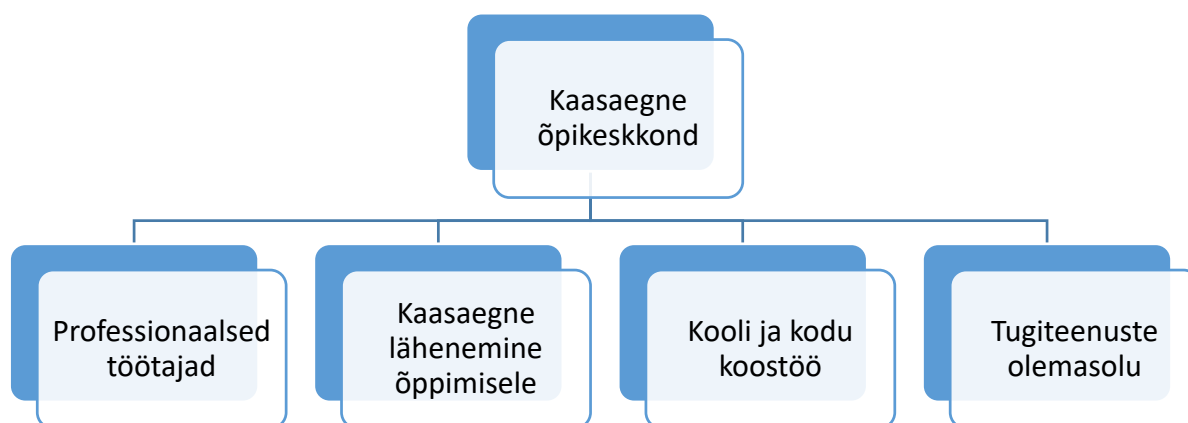 Kaasaegne
õpikeskkond
Professionaalsed
töötajad
Kaasaegne
lähenemine
õppimisele
Kooli ja kodu
koostöö
Tugiteenuste
olemasolu